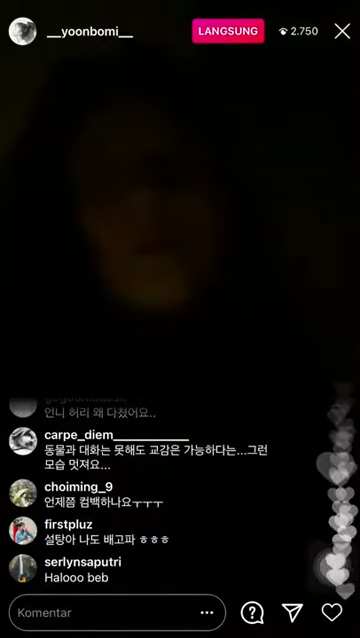 __yoonbomi__
LANGSUNG
2.750
언니 허리 왜 다쳤어요..
carpe_diem______________
동물과 대화는 못해도 교감은 가능하다는...그런
모습 멋져요...
choiming_9
언제쯤 컴백하나요ㅜㅜㅜ
firstpluz
설탕아 나도 배고파 ㅎㅎㅎ
serlynsaputri
Halooo beb
Komentar